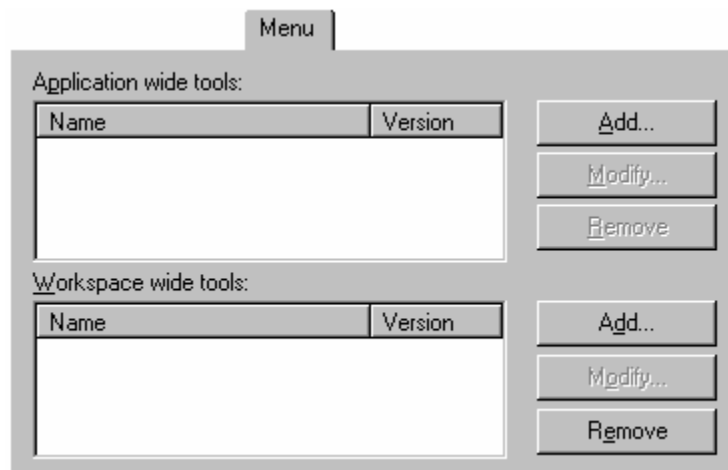 Menu
Application wide tools:
Name Version
Add...
Modify...
Remove
Workspace wide tools:
Name Version
Add...
Modify...
Remove